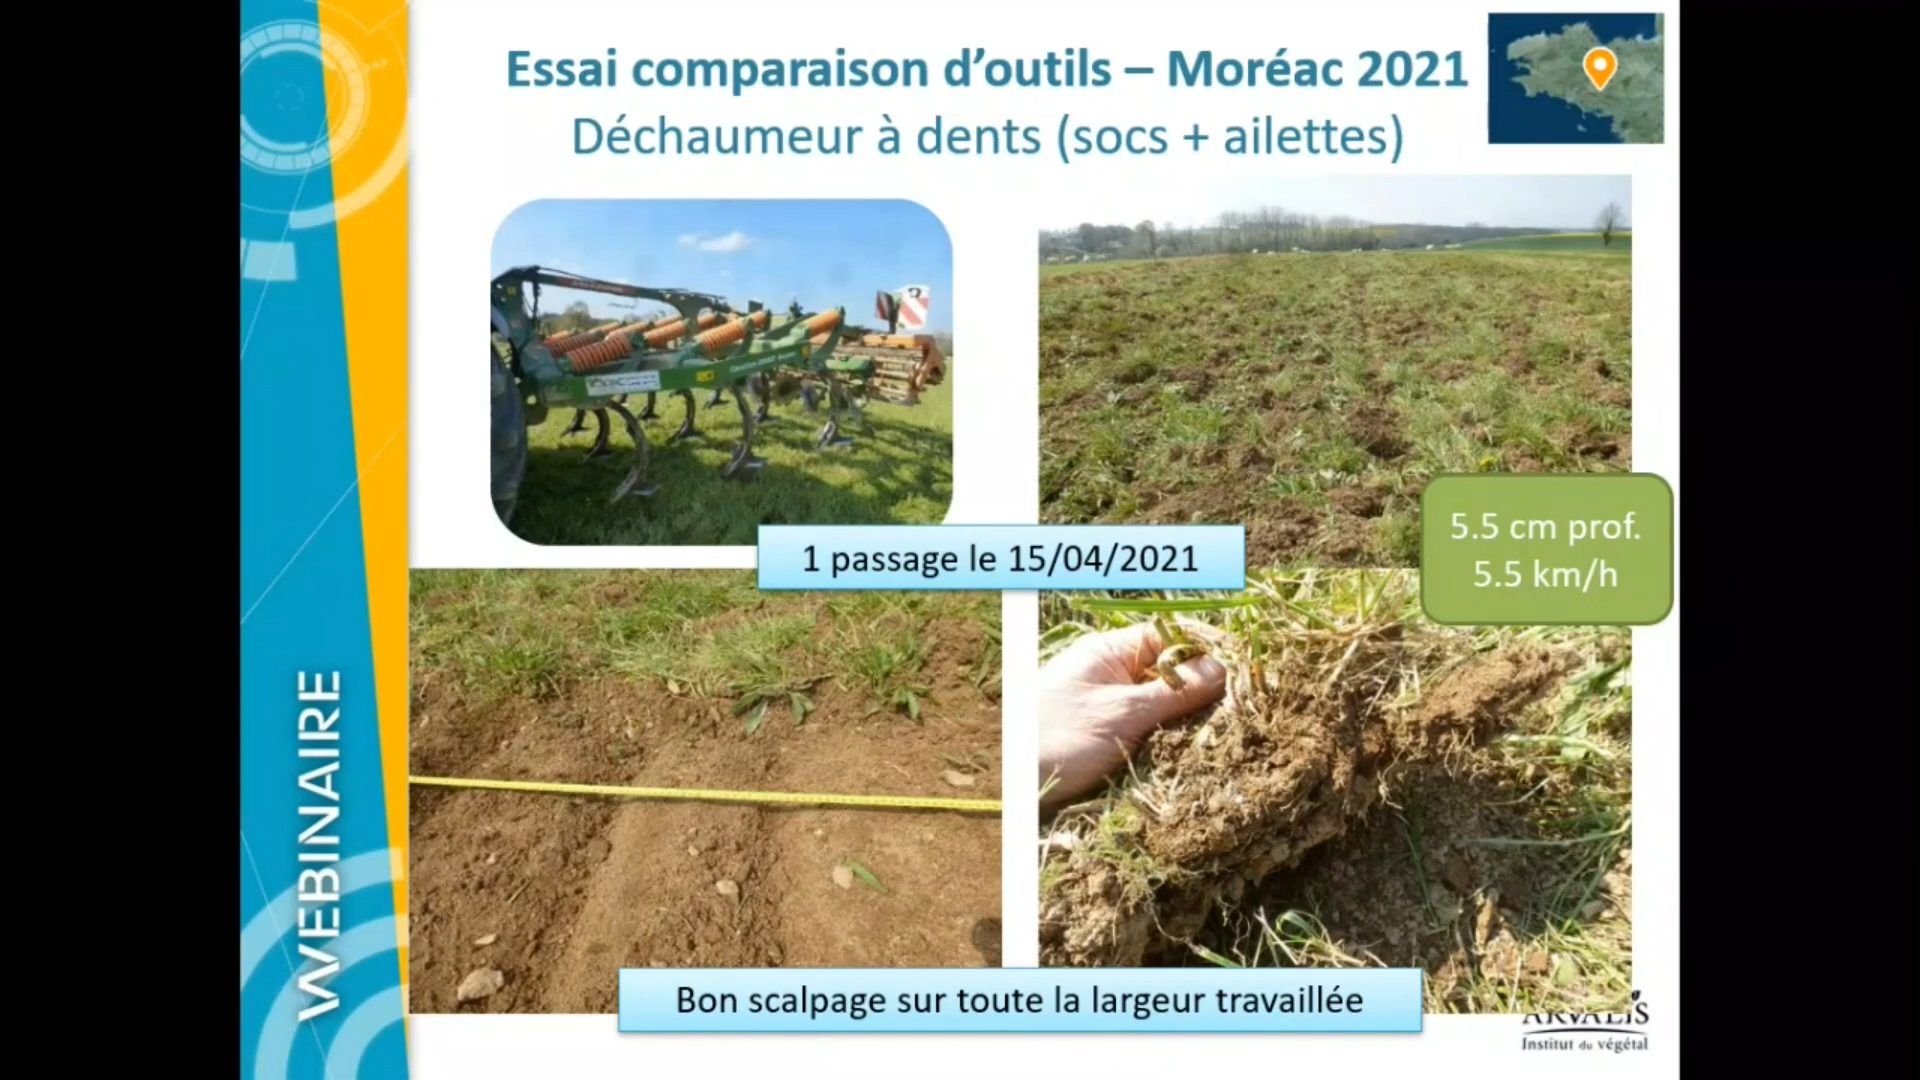 Essai comparaison d'outils – Moréac 2021
Déchaumeur à dents (socs + ailettes)
1 passage le 15/04/2021
5.5 cm prof.
5.5 km/h
WEBINAIRE
Bon scalpage sur toute la largeur travaillée
ARVALIS
Institut du végétal